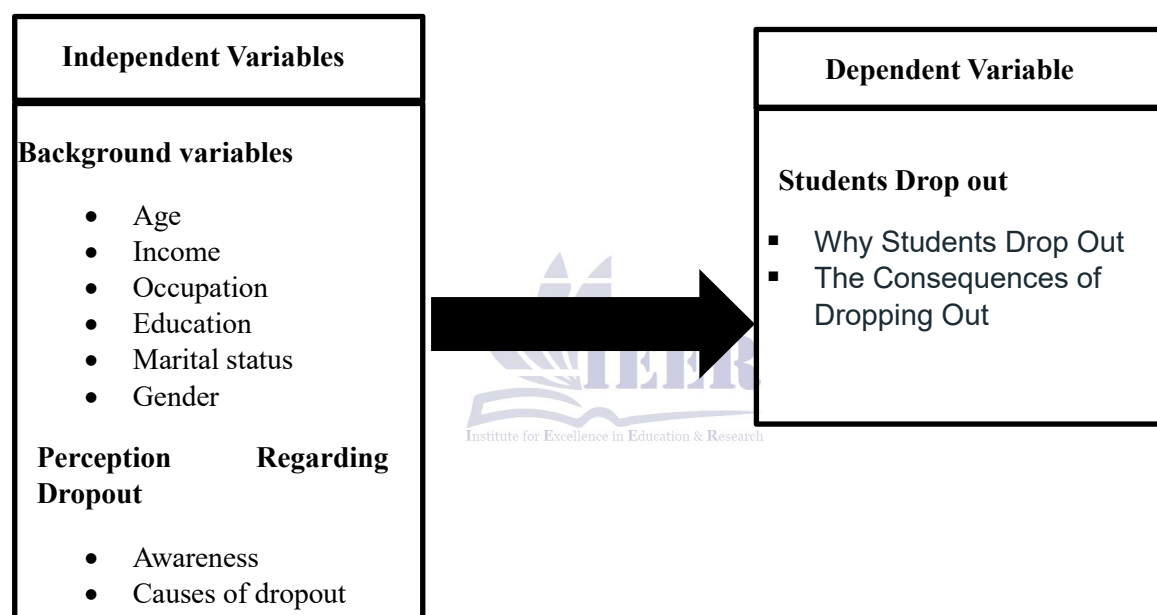 Independent Variables
Background variables
• Age
• Income
• Occupation
• Education
• Marital status
• Gender
Perception Regarding
Dropout
• Awareness
• Causes of dropout
Dependent Variable
Students Drop out
▪ Why Students Drop Out
▪ The Consequences of
Dropping Out
IEER
Institute for Excellence in Education & Research